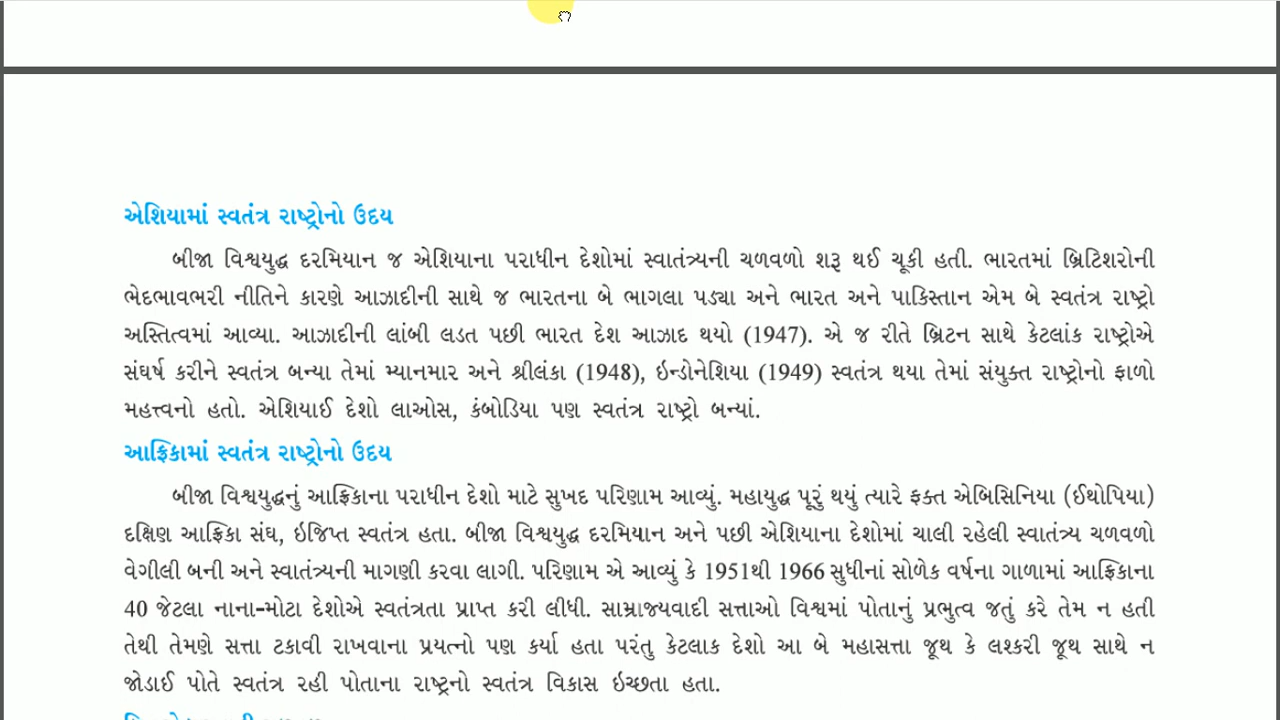 એશિયામાં સ્વતંત્ર રાષ્ટ્રોનો ઉદય
બીજા વિશ્વયુદ્ધ દરમિયાન જ એશિયાના પરાધીન દેશોમાં સ્વાતંત્ર્યની ચળવળો શરૂ થઈ ચૂકી હતી. ભારતમાં બ્રિટિશરોની
ભેદભાવભરી નીતિને કારણે આઝાદીની સાથે જ ભારતના બે ભાગલા પડ્યા અને ભારત અને પાકિસ્તાન એમ બે સ્વતંત્ર રાષ્ટ્રો
અસ્તિત્વમાં આવ્યા. આઝાદીની લાંબી લડત પછી ભારત દેશ આઝાદ થયો (1947). એ જ રીતે બ્રિટન સાથે કેટલાંક રાષ્ટ્રોએ
સંઘર્ષ કરીને સ્વતંત્ર બન્યા તેમાં મ્યાનમાર અને શ્રીલંકા (1948), ઇન્ડોનેશિયા (1949) સ્વતંત્ર થયા તેમાં સંયુક્ત રાષ્ટ્રોનો ફાળો
મહત્ત્વનો હતો. એશિયાઈ દેશો લાઓસ, કંબોડિયા પણ સ્વતંત્ર રાષ્ટ્રો બન્યાં.
આફ્રિકામાં સ્વતંત્ર રાષ્ટ્રોનો ઉદય
બીજા વિશ્વયુદ્ધનું આફ્રિકાના પરાધીન દેશો માટે સુખદ પરિણામ આવ્યું. મહાયુદ્ધ પૂરું થયું ત્યારે ફક્ત એબિસિનિયા (ઈથોપિયા)
દક્ષિણ આફ્રિકા સંઘ, ઇજિપ્ત સ્વતંત્ર હતા. બીજા વિશ્વયુદ્ધ દરમિયાન અને પછી એશિયાના દેશોમાં ચાલી રહેલી સ્વાતંત્ર્ય ચળવળો
વેગીલી બની અને સ્વાતંત્ર્યની માગણી કરવા લાગી. પરિણામ એ આવ્યું કે 1951થી 1966 સુધીનાં સોળેક વર્ષના ગાળામાં આફ્રિકાના
40 જેટલા નાના-મોટા દેશોએ સ્વતંત્રતા પ્રાપ્ત કરી લીધી. સામ્રાજ્યવાદી સત્તાઓ વિશ્વમાં પોતાનું પ્રભુત્વ જતું કરે તેમ ન હતી
તેથી તેમણે સત્તા ટકાવી રાખવાના પ્રયત્નો પણ કર્યા હતા પરંતુ કેટલાક દેશો આ બે મહાસત્તા જૂથ કે લશ્કરી જૂથ સાથે ન
જોડાઈ પોતે સ્વતંત્ર રહી પોતાના રાષ્ટ્રનો સ્વતંત્ર વિકાસ ઇચ્છતા હતા.